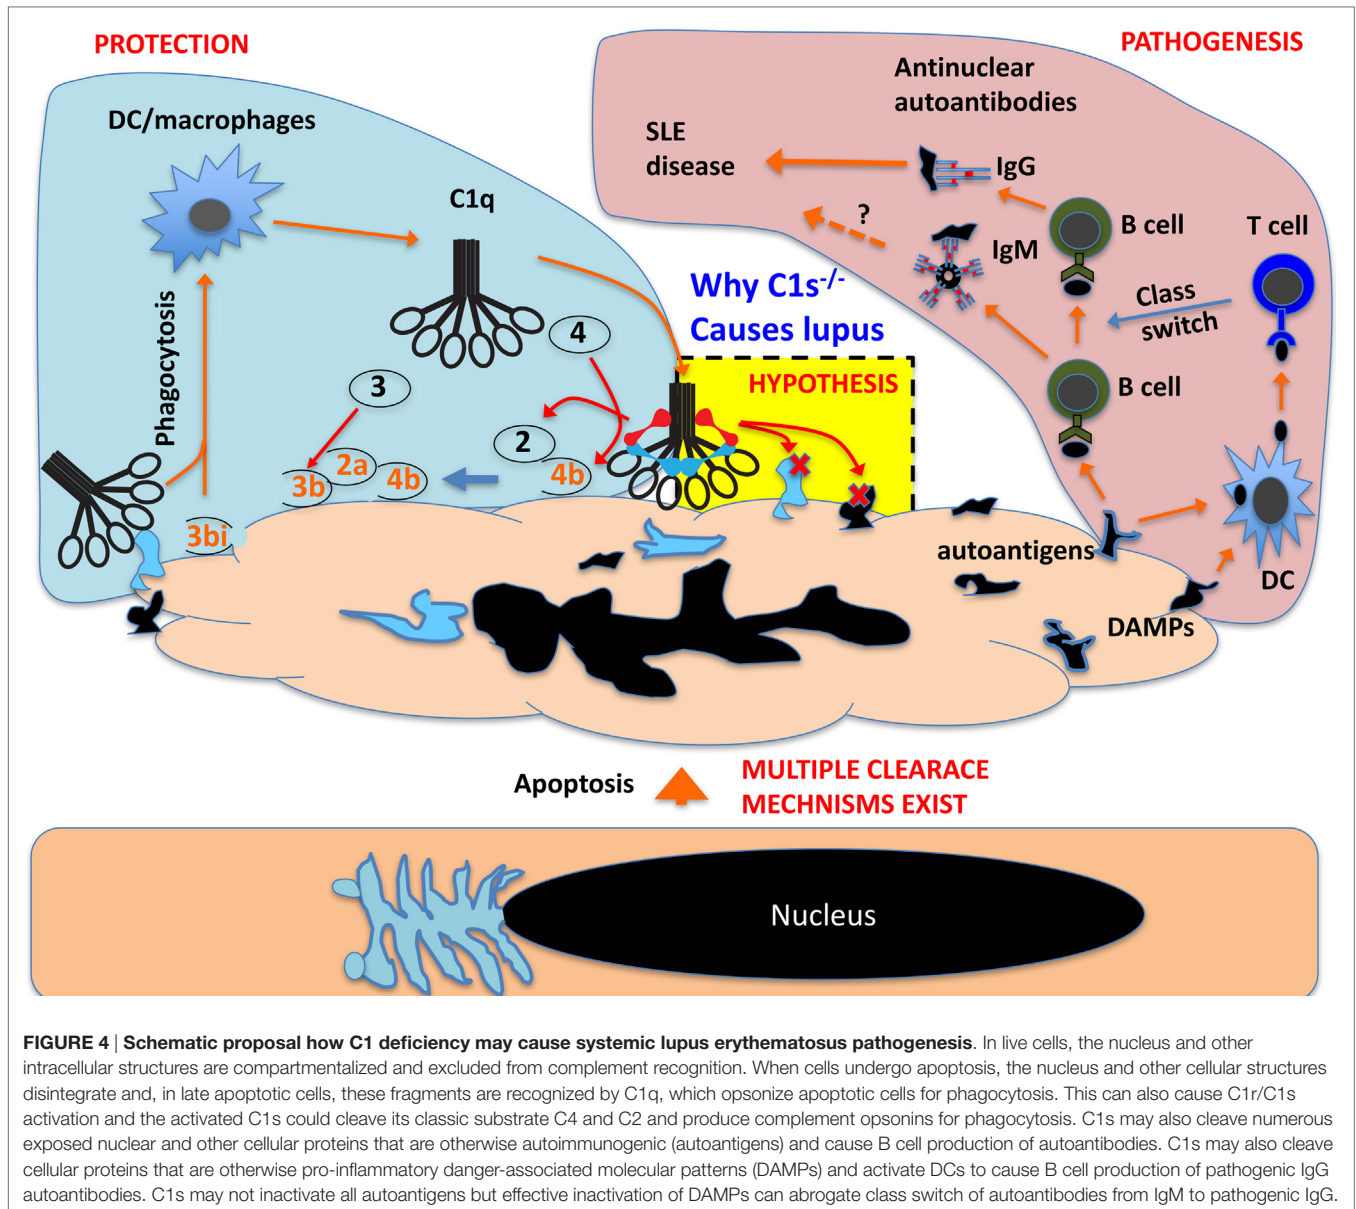 PROTECTION
PATHOGENESIS
DC/macrophages
C1q
Phagocytosis
4
3
2
2a
3b
4b
4b
3bi
Antinuclear
autoantibodies
SLE
disease
IgG
?
IgM
B cell
T cell
Class
switch
B cell
Why C1s-/-
Causes lupus
HYPOTHESIS
autoantigens
DC
DAMPs
Apoptosis
MULTIPLE CLEARACE
MECHNISMS EXIST
Nucleus
FIGURE 4 | Schematic proposal how C1 deficiency may cause systemic lupus erythematosus pathogenesis. In live cells, the nucleus and other
intracellular structures are compartmentalized and excluded from complement recognition. When cells undergo apoptosis, the nucleus and other cellular structures
disintegrate and, in late apoptotic cells, these fragments are recognized by C1q, which opsonize apoptotic cells for phagocytosis. This can also cause C1r/C1s
activation and the activated C1s could cleave its classic substrate C4 and C2 and produce complement opsonins for phagocytosis. C1s may also cleave numerous
exposed nuclear and other cellular proteins that are otherwise autoimmunogenic (autoantigens) and cause B cell production of autoantibodies. C1s may also cleave
cellular proteins that are otherwise pro-inflammatory danger-associated molecular patterns (DAMPs) and activate DCs to cause B cell production of pathogenic IgG
autoantibodies. C1s may not inactivate all autoantigens but effective inactivation of DAMPs can abrogate class switch of autoantibodies from IgM to pathogenic IgG.